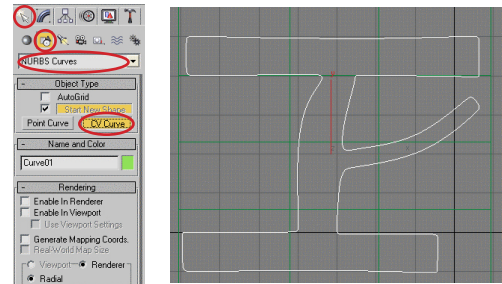 NURBS Curves
- Object Type
AutoGrid
Start New Shape
Point Curve CV Curve
- Name and Color
Curve01
- Rendering
Enable In Renderer
Enable In Viewport
Use Viewport Settings
Generate Mapping Coords.
Real-World Map Size
Viewport Renderer
Radial